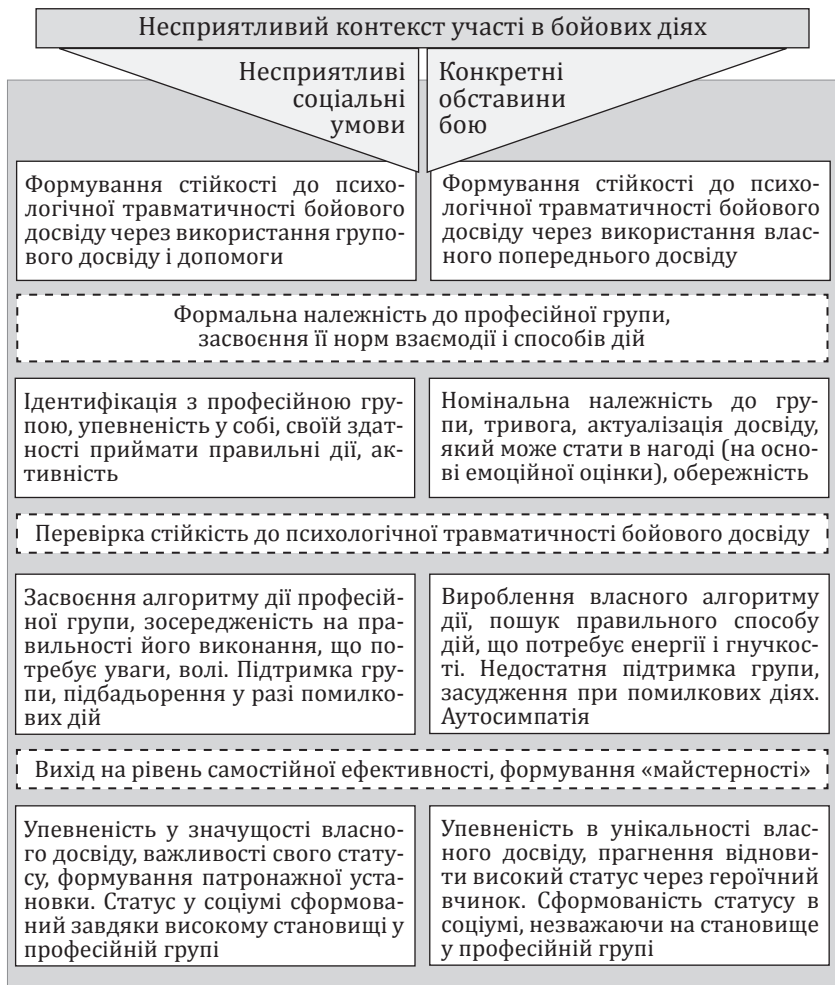 Несприятливий контекст участі в бойових діях
Несприятливі
соціальні
умови
Конкретні
обставини
бою
Формування стійкості до психо-
логічної травматичності бойового
досвіду через використання групо-
вого досвіду і допомоги
Формування стійкості до психо-
логічної травматичності бойового
досвіду через використання влас-
ного попереднього досвіду
Формальна належність до професійної групи,
засвоєння її норм взаємодії і способів дій
Ідентифікація з професійною гру-
пою, упевненість у собі, своїй здат-
ності приймати правильні дії, ак-
тивність
Номінальна належність до гру-
пи, тривога, актуалізація досвіду,
який може стати в нагоді (на осно-
ві емоційної оцінки), обережність
Перевірка стійкість до психологічної травматичності бойового досвіду
Засвоєння алгоритму дії професій-
ної групи, зосередженість на пра-
вильності його виконання, що по-
требує уваги, волі. Підтримка гру-
пи, підбадьорення у разі помилко-
вих дій
Вироблення власного алгоритму
дії, пошук правильного способу
дій, що потребує енергії і гнучкос-
ті. Недостатня підтримка групи,
засудження при помилкових діях.
Аутосимпатія
Вихід на рівень самостійної ефективності, формування «майстерності»
Упевненість у значущості власно-
го досвіду, важливості свого стату-
су, формування патронажної уста-
новки. Статус у соціумі сформова-
ний завдяки високому становищі у
професійній групі
Упевненість в унікальності влас-
ного досвіду, прагнення віднови-
ти високий статус через героїчний
вчинок. Сформованість статусу в
соціумі, незважаючи на становище
у професійній групі